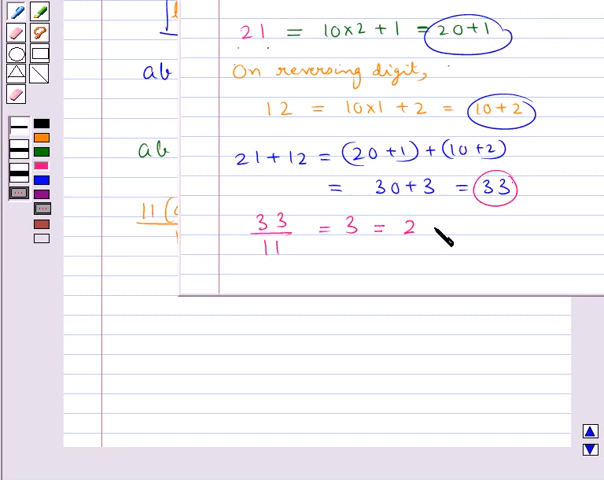 21 = 10×2 + 1 = 20+1
On reversing digit,
ab
12 = 10×1 + 2 = 10+2
ab
21+12 = (20+1)+(10+2)
= 30+3 = 33
11(
33/11 = 3 = 2